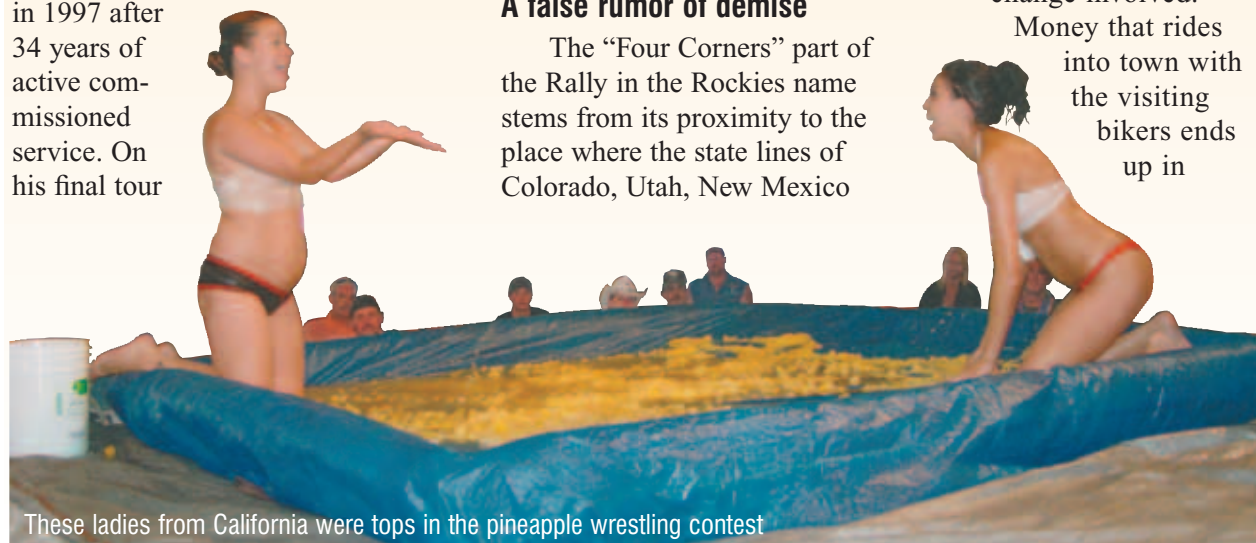 in 1997 after
34 years of
active com-
missioned
service. On
his final tour
A false rumor of demise
The “Four Corners” part of
the Rally in the Rockies name
stems from its proximity to the
place where the state lines of
Colorado, Utah, New Mexico
change involved.
Money that rides
into town with
the visiting
bikers ends
up in
These ladies from California were tops in the pineapple wrestling contest